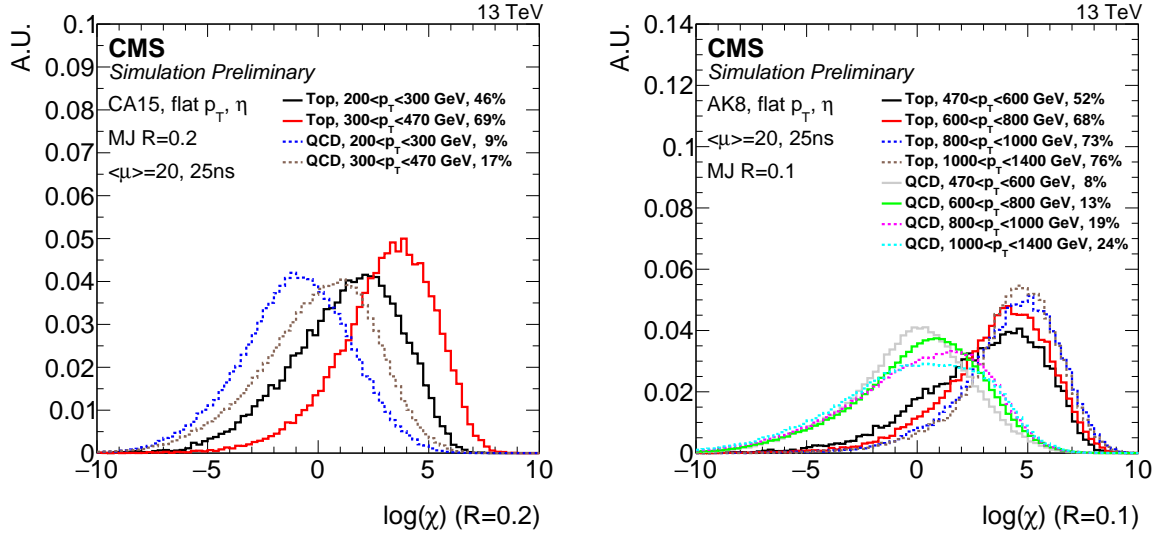 13 TeV
A.U.
CMS
Simulation Preliminary
CA15, flat p_T, η
MJ R=0.2
<μ>=20, 25ns
Top, 200<p_T<300 GeV, 46%
Top, 300<p_T<470 GeV, 69%
QCD, 200<p_T<300 GeV, 9%
QCD, 300<p_T<470 GeV, 17%
0.1
0.09
0.08
0.07
0.06
0.05
0.04
0.03
0.02
0.01
0
−10 −5 0 5 10
log(χ) (R=0.2)
13 TeV
A.U.
CMS
Simulation Preliminary
AK8, flat p_T, η
<μ>=20, 25ns
MJ R=0.1
Top, 470<p_T<600 GeV, 52%
Top, 600<p_T<800 GeV, 68%
Top, 800<p_T<1000 GeV, 73%
Top, 1000<p_T<1400 GeV, 76%
QCD, 470<p_T<600 GeV, 8%
QCD, 600<p_T<800 GeV, 13%
QCD, 800<p_T<1000 GeV, 19%
QCD, 1000<p_T<1400 GeV, 24%
0.14
0.12
0.1
0.08
0.06
0.04
0.02
0
−10 −5 0 5 10
log(χ) (R=0.1)